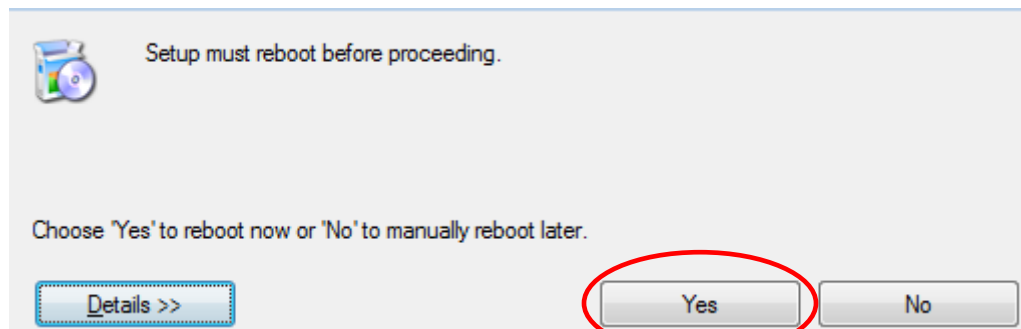 Setup must reboot before proceeding.
Choose 'Yes' to reboot now or 'No' to manually reboot later.
Details >>
Yes
No